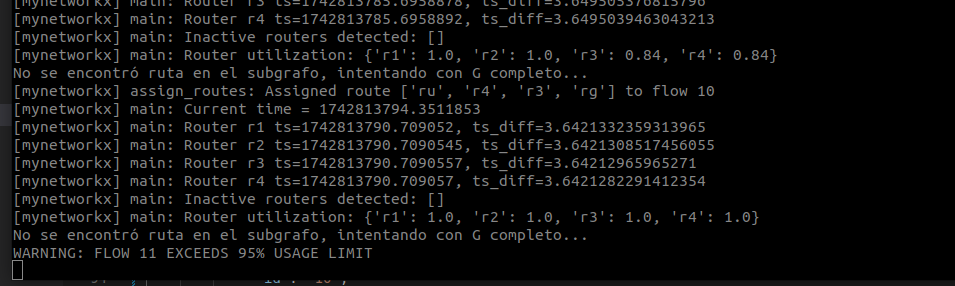 [mynetworkx] main: Router r3 ts=1742813785.6958878, ts_diff=3.649505376815796
[mynetworkx] main: Router r4 ts=1742813785.6958892, ts_diff=3.6495039463043213
[mynetworkx] main: Inactive routers detected: []
[mynetworkx] main: Router utilization: {'r1': 1.0, 'r2': 1.0, 'r3': 0.84, 'r4': 0.84}
No se encontró ruta en el subgrafo, intentando con G completo...
[mynetworkx] assign_routes: Assigned route ['ru', 'r4', 'r3', 'rg'] to flow 10
[mynetworkx] main: Current time = 1742813794.3511853
[mynetworkx] main: Router r1 ts=1742813790.709052, ts_diff=3.6421332359313965
[mynetworkx] main: Router r2 ts=1742813790.7090545, ts_diff=3.6421308517456055
[mynetworkx] main: Router r3 ts=1742813790.7090557, ts_diff=3.64212965965271
[mynetworkx] main: Router r4 ts=1742813790.709057, ts_diff=3.6421282291412354
[mynetworkx] main: Inactive routers detected: []
[mynetworkx] main: Router utilization: {'r1': 1.0, 'r2': 1.0, 'r3': 1.0, 'r4': 1.0}
No se encontró ruta en el subgrafo, intentando con G completo...
WARNING: FLOW 11 EXCEEDS 95% USAGE LIMIT